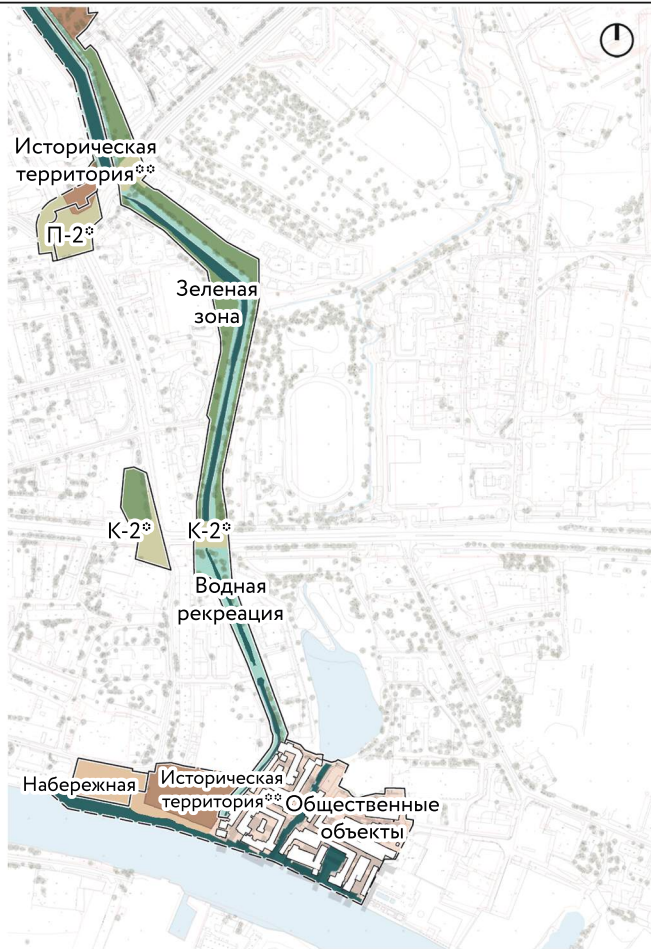 Историческая
территория**
П-2*
Зеленая
зона
К-2*
К-2*
Водная
рекреация
Набережная
Историческая
территория**
Общественные
объекты